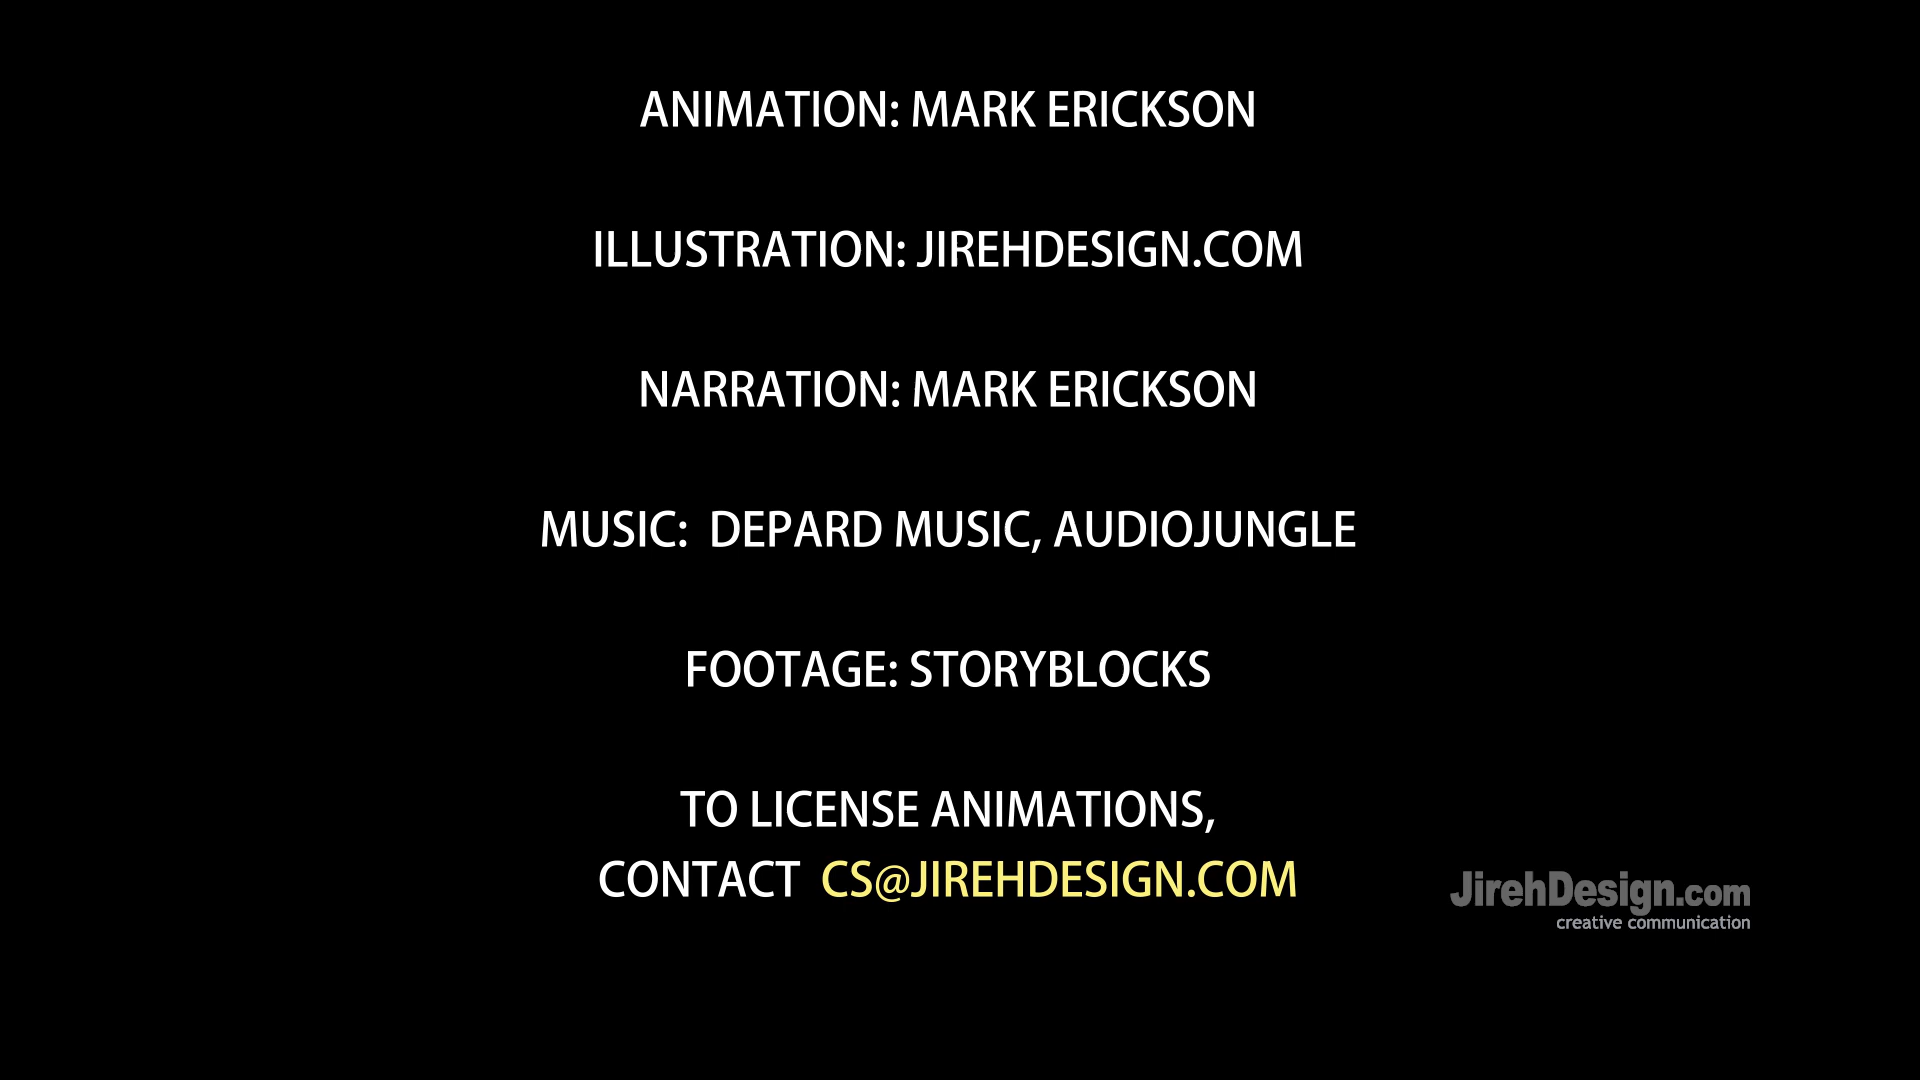 ANIMATION: MARK ERICKSON
ILLUSTRATION: JIREHDESIGN.COM
NARRATION: MARK ERICKSON
MUSIC:  DEPARD MUSIC, AUDIOJUNGLE
FOOTAGE: STORYBLOCKS
TO LICENSE ANIMATIONS,
CONTACT  CS@JIREHDESIGN.COM
JirehDesign.com
creative communication